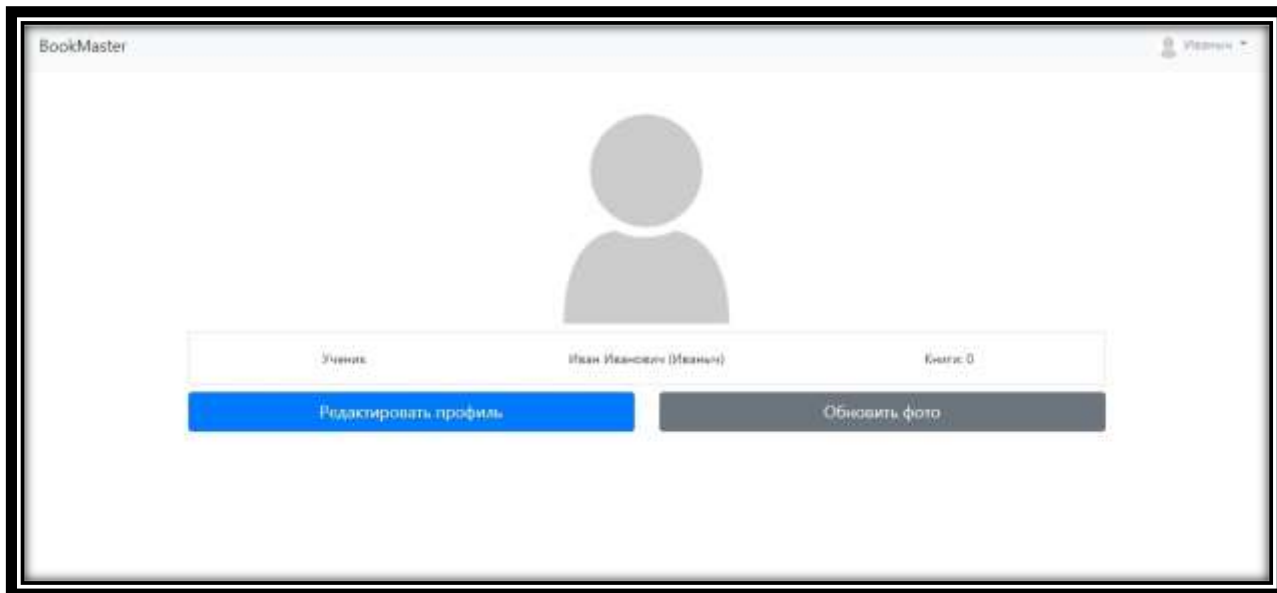 BookMaster
Иваныч
Ученик
Иван Иванович (Иваныч)
Книги: 0
Редактировать профиль
Обновить фото